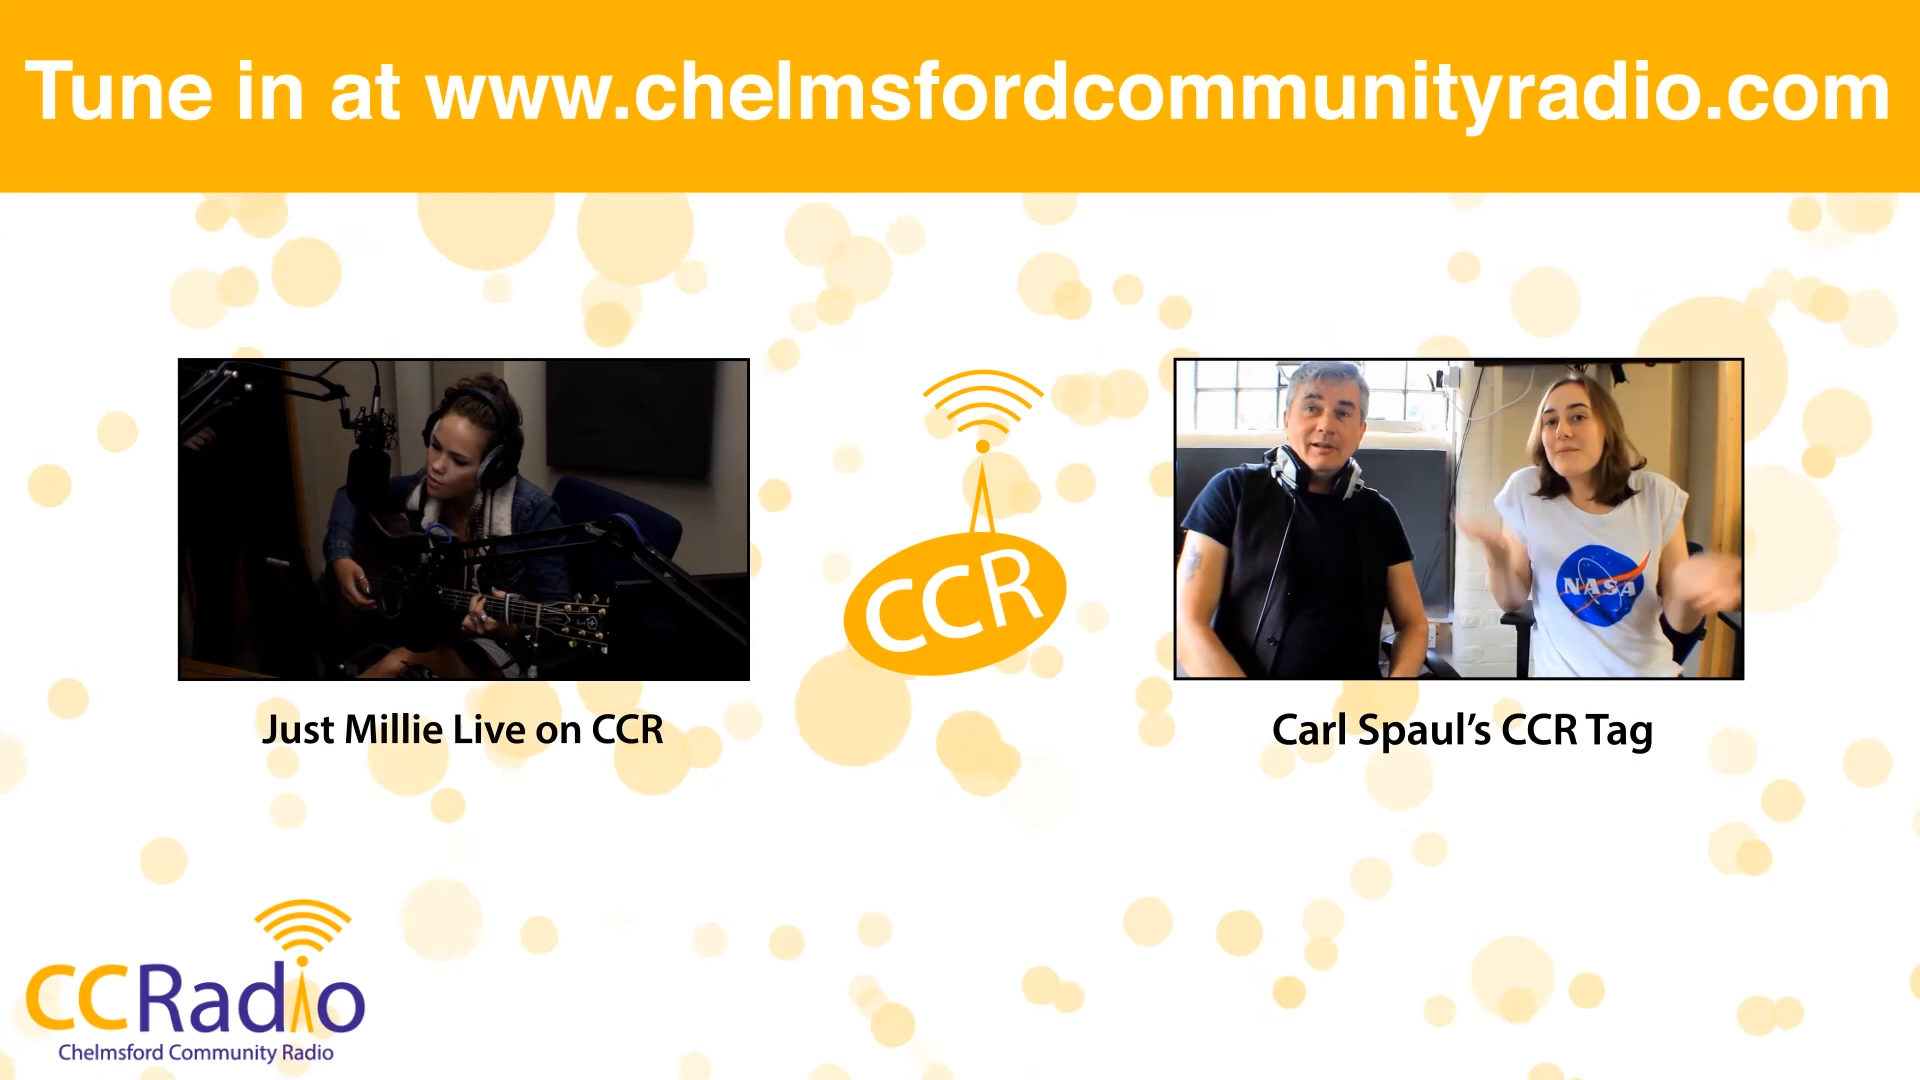 Tune in at www.chelmsfordcommunityradio.com
CCR
NASA
Just Millie Live on CCR
Carl Spaul’s CCR Tag
CCRadio
Chelmsford Community Radio